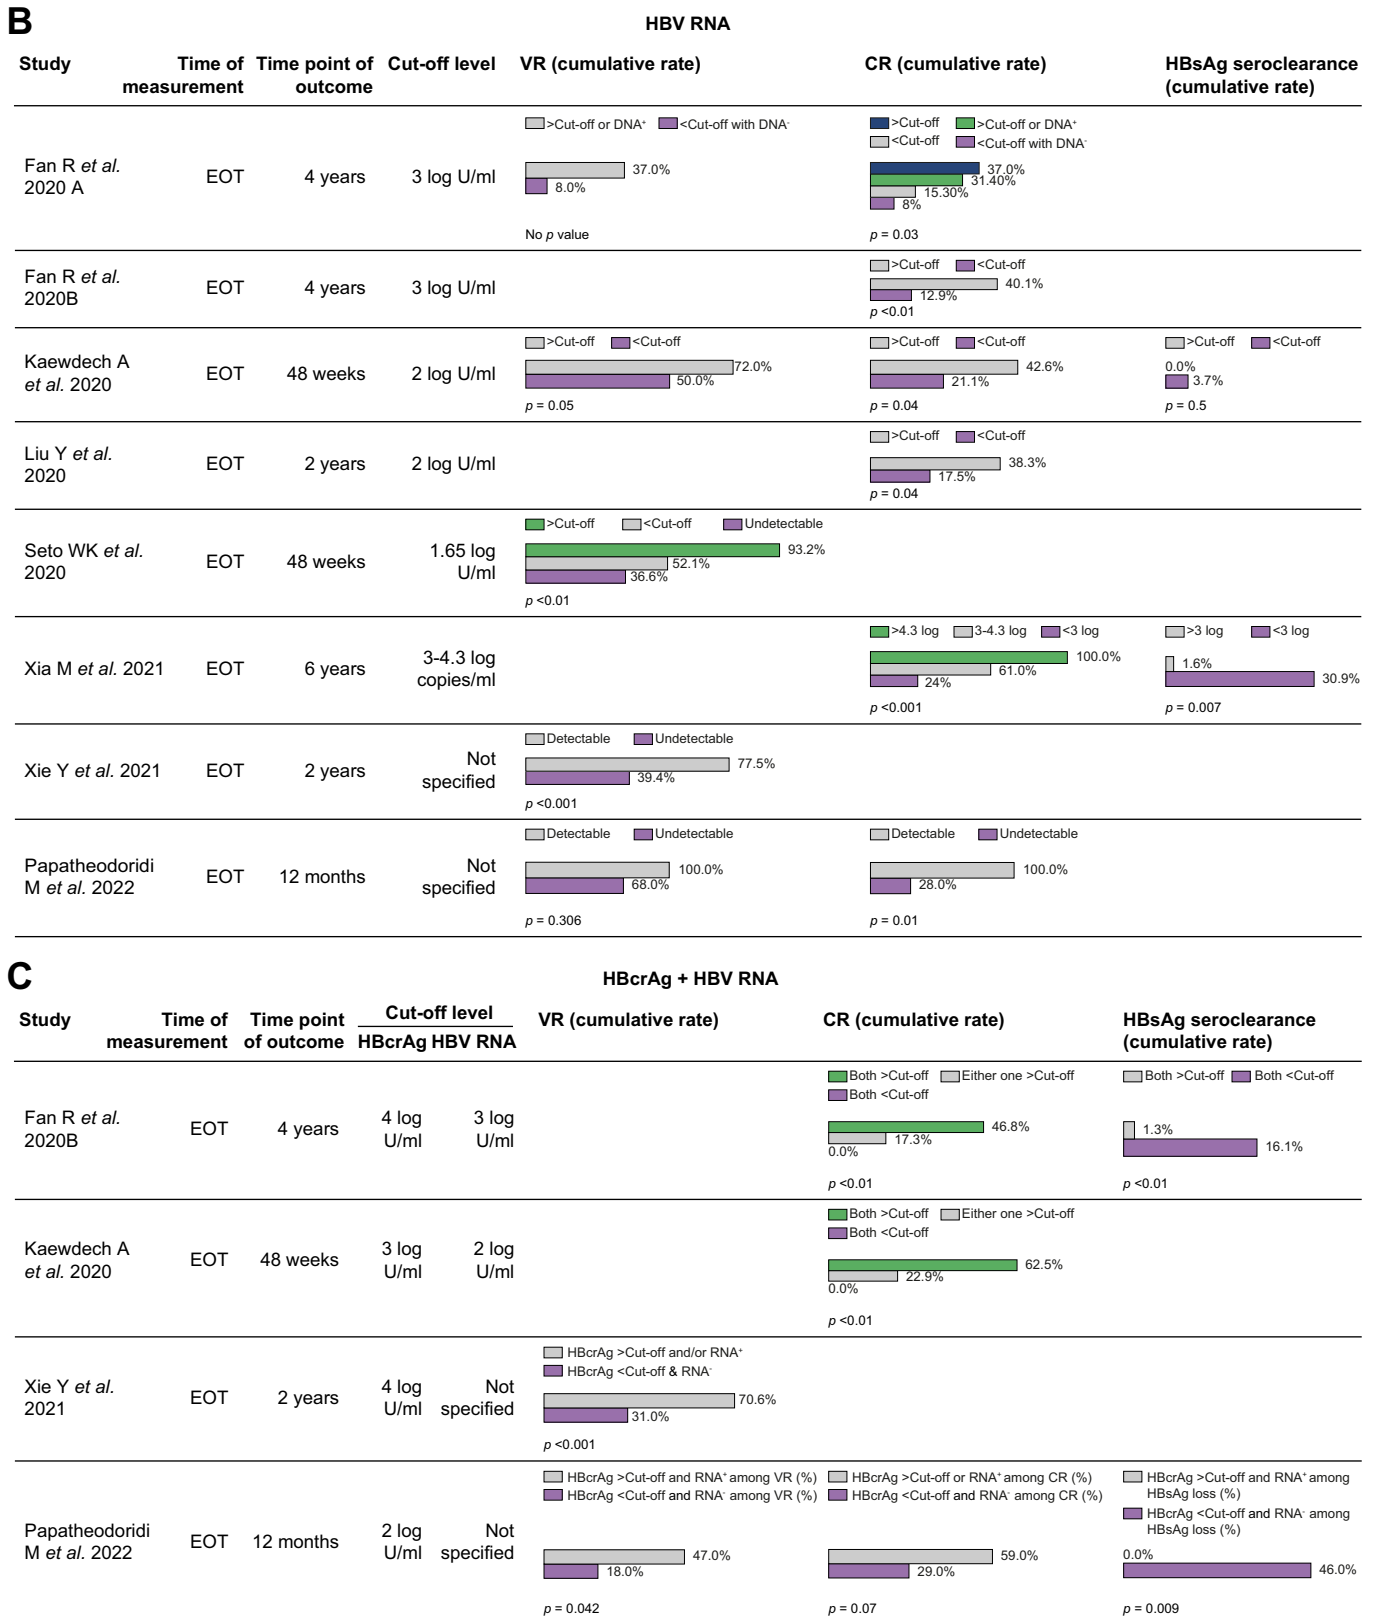 B
HBV RNA
Study
Time of measurement
Time point of outcome
Cut-off level
VR (cumulative rate)
CR (cumulative rate)
HBsAg seroclearance (cumulative rate)
Fan R et al.
2020 A
EOT
4 years
3 log U/ml
>Cut-off or DNA⁺ <Cut-off with DNA⁻
37.0%
8.0%
No p value
>Cut-off >Cut-off or DNA⁺
<Cut-off <Cut-off with DNA⁻
37.0%
31.40%
15.30%
8%
p = 0.03
Fan R et al.
2020B
EOT
4 years
3 log U/ml
>Cut-off <Cut-off
40.1%
12.9%
p <0.01
Kaewdech A
et al. 2020
EOT
48 weeks
2 log U/ml
>Cut-off <Cut-off
72.0%
50.0%
p = 0.05
>Cut-off <Cut-off
42.6%
21.1%
p = 0.04
>Cut-off <Cut-off
0.0%
3.7%
p = 0.5
Liu Y et al.
2020
EOT
2 years
2 log U/ml
>Cut-off <Cut-off
38.3%
17.5%
p = 0.04
Seto WK et al.
2020
EOT
48 weeks
1.65 log
U/ml
>Cut-off <Cut-off Undetectable
93.2%
52.1%
36.6%
p <0.01
Xia M et al. 2021
EOT
6 years
3-4.3 log
copies/ml
>4.3 log 3-4.3 log <3 log
100.0%
61.0%
24%
p <0.001
>3 log <3 log
1.6%
30.9%
p = 0.007
Xie Y et al. 2021
EOT
2 years
Not
specified
Detectable Undetectable
77.5%
39.4%
p <0.001
Papatheodoridi
M et al. 2022
EOT
12 months
Not
specified
Detectable Undetectable
100.0%
68.0%
p = 0.306
Detectable Undetectable
100.0%
28.0%
p = 0.01
C
HBcrAg + HBV RNA
Study
Time of
measurement
Time point
of outcome
Cut-off level
HBcrAg HBV RNA
VR (cumulative rate)
CR (cumulative rate)
HBsAg seroclearance
(cumulative rate)
Fan R et al.
2020B
EOT
4 years
4 log
U/ml
3 log
U/ml
Both >Cut-off Either one >Cut-off
Both <Cut-off
46.8%
17.3%
0.0%
p <0.01
Both >Cut-off Both <Cut-off
1.3%
16.1%
p <0.01
Kaewdech A
et al. 2020
EOT
48 weeks
3 log
U/ml
2 log
U/ml
Both >Cut-off Either one >Cut-off
Both <Cut-off
62.5%
22.9%
0.0%
p <0.01
Xie Y et al.
2021
EOT
2 years
4 log
U/ml
Not
specified
HBcrAg >Cut-off and/or RNA⁺
HBcrAg <Cut-off & RNA⁻
70.6%
31.0%
p <0.001
Papatheodoridi
M et al. 2022
EOT
12 months
2 log
U/ml
Not
specified
HBcrAg >Cut-off and RNA⁺ among VR (%)
HBcrAg <Cut-off and RNA⁻ among VR (%)
47.0%
18.0%
p = 0.042
HBcrAg >Cut-off or RNA⁺ among CR (%)
HBcrAg <Cut-off and RNA⁻ among CR (%)
59.0%
29.0%
p = 0.07
HBcrAg >Cut-off and RNA⁺ among
HBsAg loss (%)
HBcrAg <Cut-off and RNA⁻ among
HBsAg loss (%)
0.0%
46.0%
p = 0.009